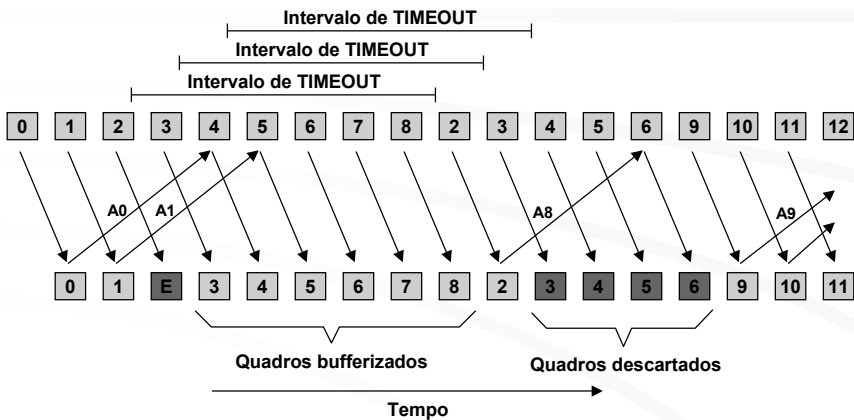 Intervalo de TIMEOUT
Intervalo de TIMEOUT
Intervalo de TIMEOUT
0 1 2 3 4 5 6 7 8 2 3 4 5 6 9 10 11 12
A0 A1 A8 A9
0 1 E 3 4 5 6 7 8 2 3 4 5 6 9 10 11
Quadros bufferizados Quadros descartados
Tempo